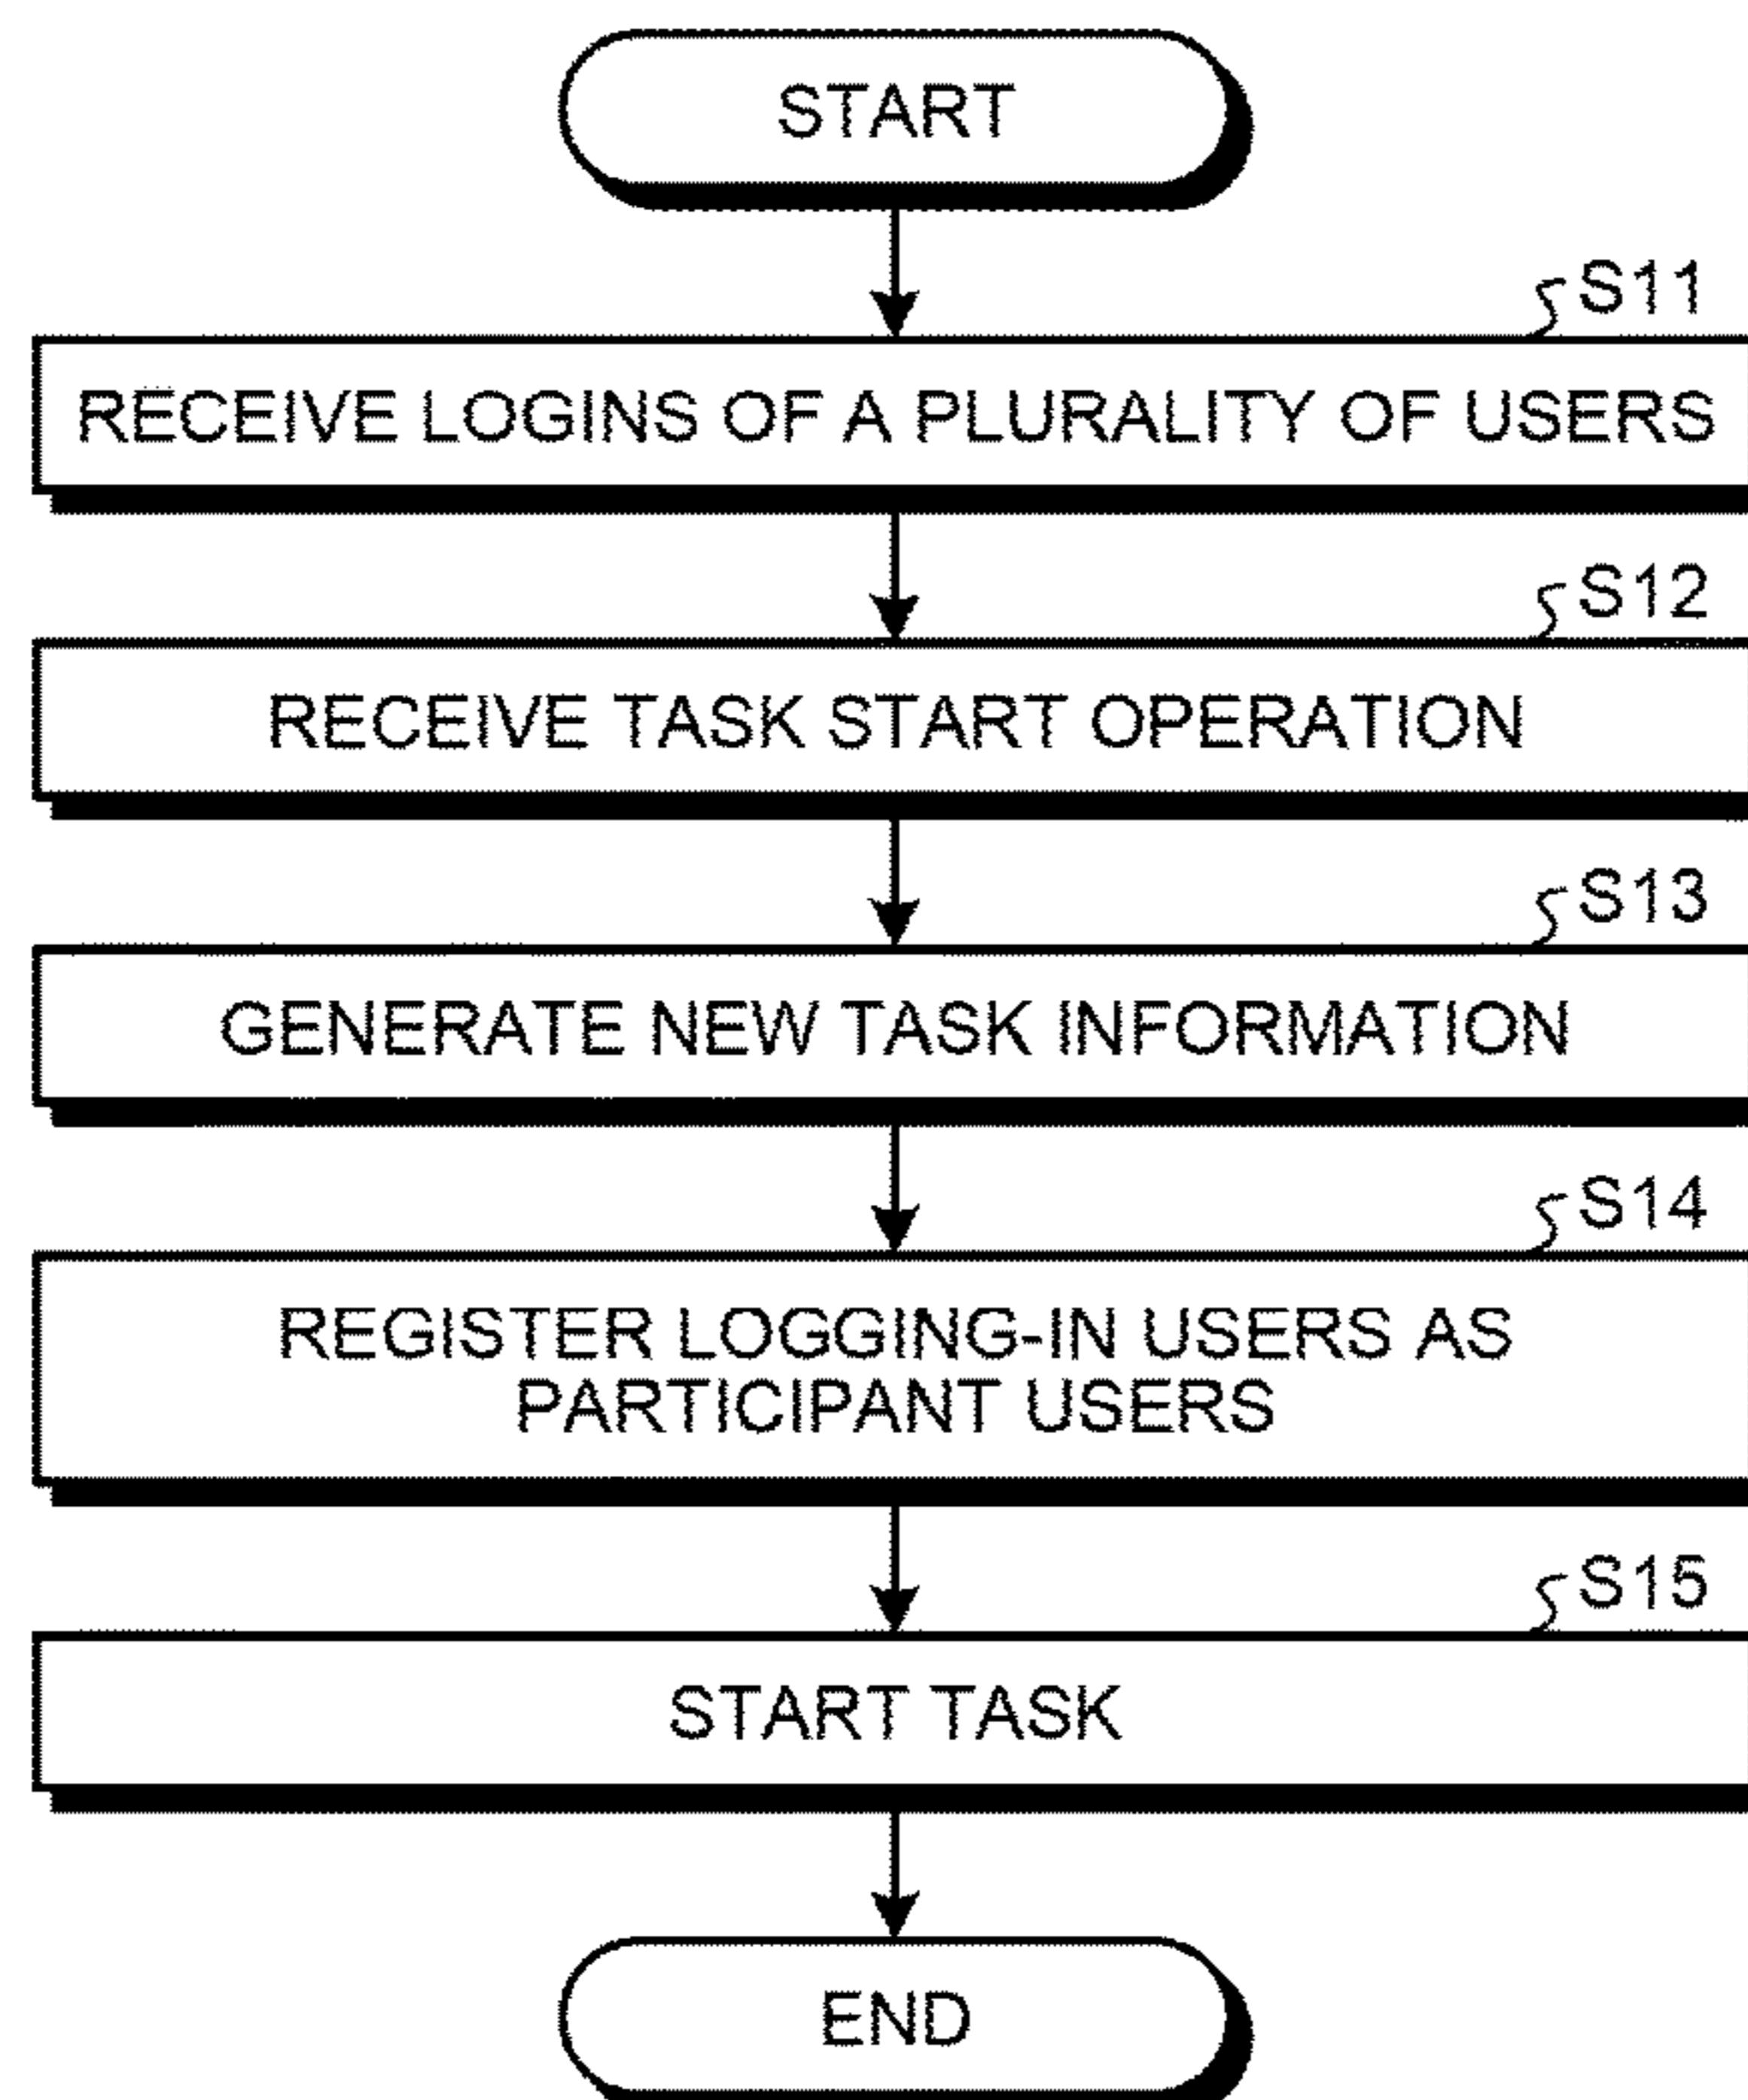 START
S11
RECEIVE LOGINS OF A PLURALITY OF USERS
S12
RECEIVE TASK START OPERATION
S13
GENERATE NEW TASK INFORMATION
S14
REGISTER LOGGING-IN USERS AS
PARTICIPANT USERS
S15
START TASK
END